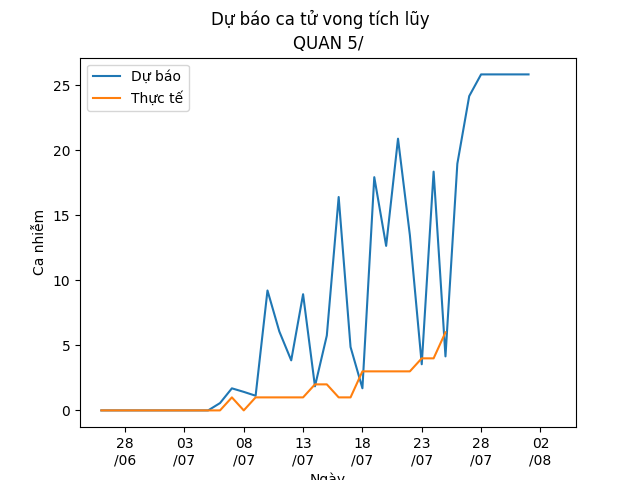 Dự báo ca tử vong tích lũy
QUAN 5/
Dự báo
Thực tế
Ca nhiễm
25
20
15
10
5
0
28 03 08 13 18 23 28 02
/06 /07 /07 /07 /07 /07 /07 /08
Ngày